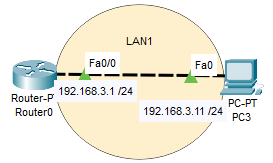 LAN1
Fa0/0
Fa0
192.168.3.1 /24
Router-P
Router0
192.168.3.11 /24
PC-PT
PC3